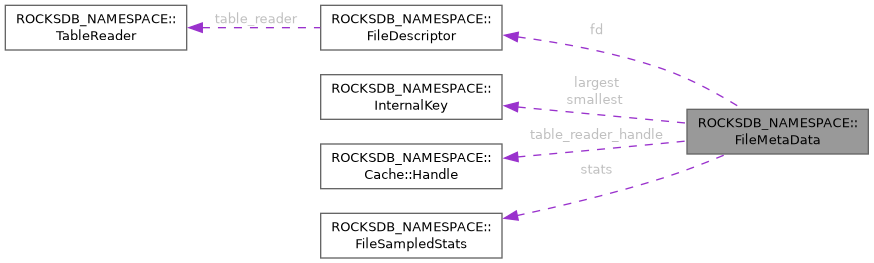 ROCKSDB_NAMESPACE::
TableReader
table_reader
ROCKSDB_NAMESPACE::
FileDescriptor
fd
ROCKSDB_NAMESPACE::
InternalKey
largest
smallest
ROCKSDB_NAMESPACE::
FileMetaData
ROCKSDB_NAMESPACE::
Cache::Handle
table_reader_handle
ROCKSDB_NAMESPACE::
FileSampledStats
stats